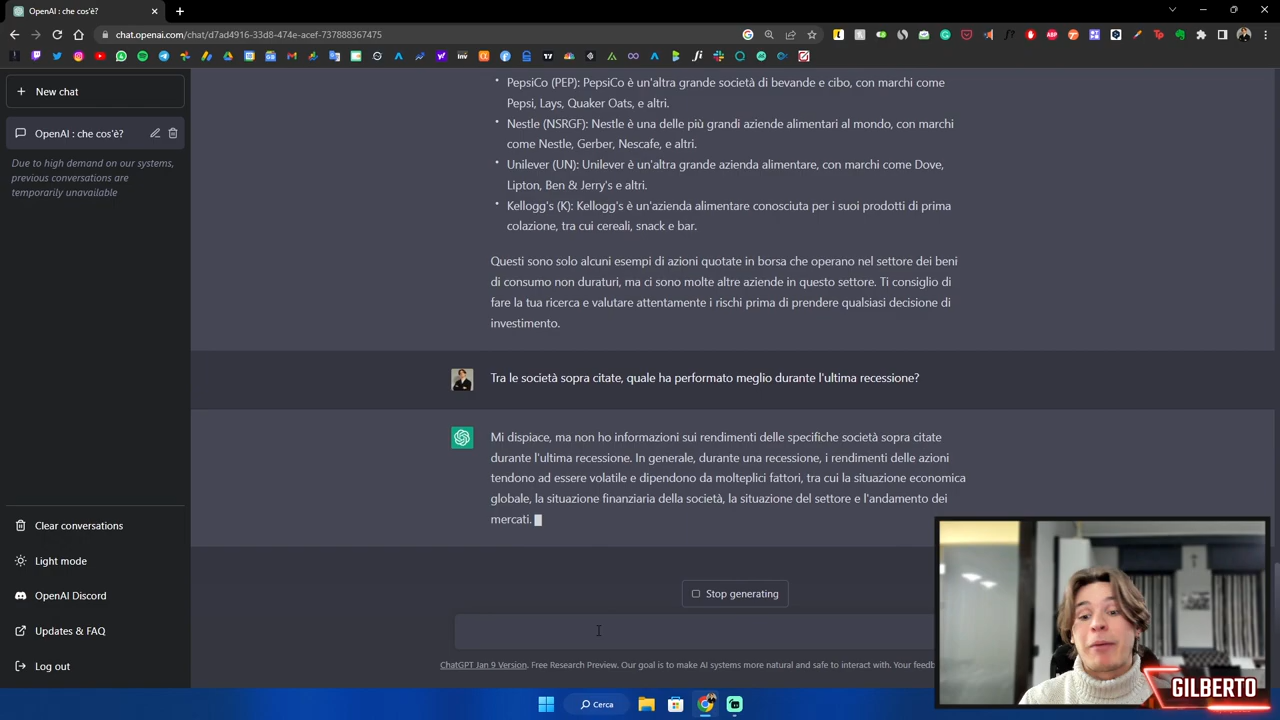 OpenAI : che cos'è?
chat.openai.com/chat/d7ad4916-33d8-474e-acef-737888367475
New chat
OpenAI : che cos'è?
Due to high demand on our systems,
previous conversations are
temporarily unavailable
PepsiCo (PEP): PepsiCo è un'altra grande società di bevande e cibo, con marchi come
Pepsi, Lays, Quaker Oats, e altri.
Nestle (NSRGF): Nestle è una delle più grandi aziende alimentari al mondo, con marchi
come Nestle, Gerber, Nescafe, e altri.
Unilever (UN): Unilever è un'altra grande azienda alimentare, con marchi come Dove,
Lipton, Ben & Jerry's e altri.
Kellogg's (K): Kellogg's è un'azienda alimentare conosciuta per i suoi prodotti di prima
colazione, tra cui cereali, snack e bar.
Questi sono solo alcuni esempi di azioni quotate in borsa che operano nel settore dei beni
di consumo non duraturi, ma ci sono molte altre aziende in questo settore. Ti consiglio di
fare la tua ricerca e valutare attentamente i rischi prima di prendere qualsiasi decisione di
investimento.
Tra le società sopra citate, quale ha performato meglio durante l'ultima recessione?
Mi dispiace, ma non ho informazioni sui rendimenti delle specifiche società sopra citate
durante l'ultima recessione. In generale, durante una recessione, i rendimenti delle azioni
tendono ad essere volatile e dipendono da molteplici fattori, tra cui la situazione economica
globale, la situazione finanziaria della società, la situazione del settore e l'andamento dei
mercati.
Clear conversations
Light mode
OpenAI Discord
Updates & FAQ
Log out
Stop generating
ChatGPT Jan 9 Version. Free Research Preview. Our goal is to make AI systems more natural and safe to interact with. Your feedb
Cerca
GILBERTO